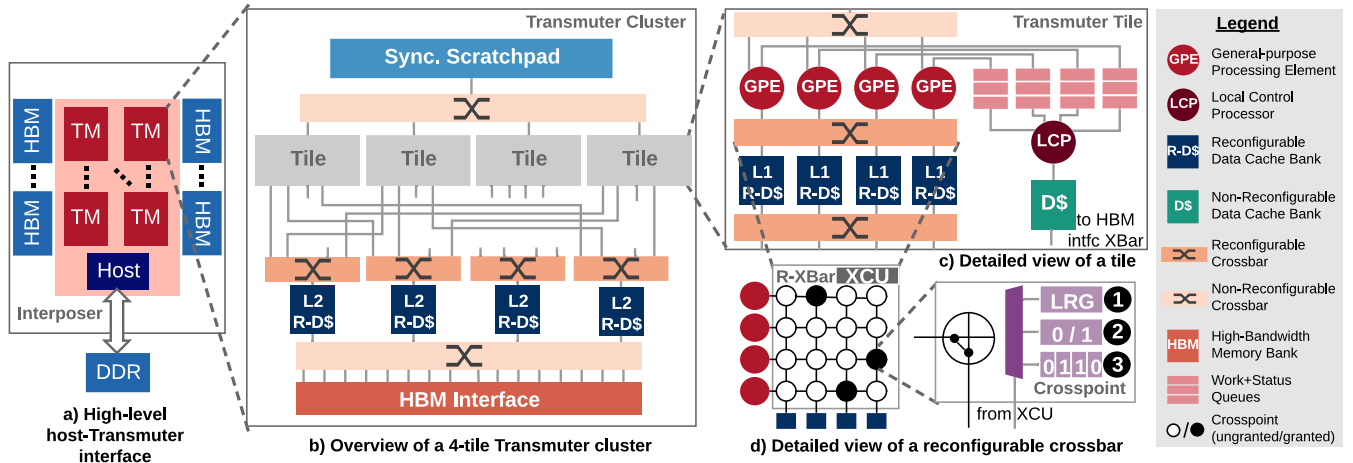 HBM
HBM
TM
TM
TM
TM
HBM
HBM
Host
Interposer
DDR
a) High-level
host-Transmuter
interface
Transmuter Cluster
Sync. Scratchpad
Tile
Tile
Tile
Tile
L2
R-D$
L2
R-D$
L2
R-D$
L2
R-D$
HBM Interface
b) Overview of a 4-tile Transmuter cluster
Transmuter Tile
GPE
GPE
GPE
GPE
LCP
L1
R-D$
L1
R-D$
L1
R-D$
L1
R-D$
D$
to HBM
intfc XBar
c) Detailed view of a tile
R-XBar
XCU
LRG
1
0 / 1
2
0 1 1 0
3
Crosspoint
from XCU
d) Detailed view of a reconfigurable crossbar
Legend
GPE
General-purpose
Processing Element
LCP
Local Control
Processor
R-D$
Reconfigurable
Data Cache Bank
D$
Non-Reconfigurable
Data Cache Bank
Reconfigurable
Crossbar
Non-Reconfigurable
Crossbar
HBM
High-Bandwidth
Memory Bank
Work+Status
Queues
/
Crosspoint
(ungranted/granted)